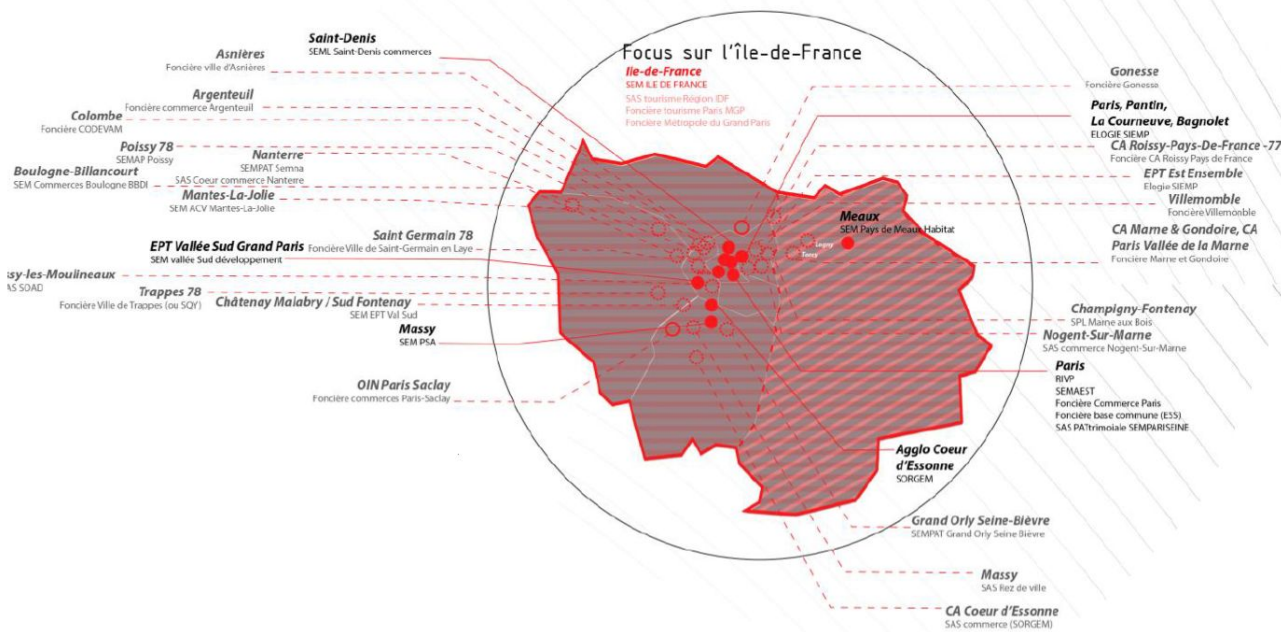 Focus sur l'île-de-France
Ile-de-France
SEM ILE DE FRANCE
SAS tourisme Région IDF
Foncière tourisme Paris MGP
Foncière Métropole du Grand Paris
Saint-Denis
SEML Saint-Denis commerces
Asnières
Foncière ville d'Asnières
Argenteuil
Foncière commerce Argenteuil
Colombe
Foncière CODEVAM
Poissy 78
SEMAP Poissy
Nanterre
SEMPAT Semna
SAS Coeur commerce Nanterre
Boulogne-Billancourt
SEM Commerces Boulogne BBDI
Mantes-La-Jolie
SEM ACV Mantes-La-Jolie
Saint Germain 78
Foncière Ville de Saint-Germain en Laye
EPT Vallée Sud Grand Paris
SEM vallée Sud développement
ssy-les-Moulineaux
AS SOAD
Trappes 78
Foncière Ville de Trappes (ou SQY)
Châtenay Malabry / Sud Fontenay
SEM EPT Val Sud
Massy
SEM PSA
OIN Paris Saclay
Foncière commerces Paris-Saclay
Gonesse
Foncière Gonesse
Paris, Pantin,
La Courneuve, Bagnolet
ELOGIE SIEMP
CA Roissy-Pays-De-France -77
Foncière CA Roissy Pays de France
EPT Est Ensemble
Elogie SIEMP
Villemomble
Foncière Villemonble
Meaux
SEM Pays de Meaux Habitat
Lagny
Torcy
CA Marne & Gondoire, CA
Paris Vallée de la Marne
Foncière Marne et Gondoire
Champigny-Fontenay
SPL Marne aux Bois
Nogent-Sur-Marne
SAS commerce Nogent-Sur-Marne
Paris
RIVP
SEMAEST
Foncière Commerce Paris
Foncière base commune (ESS)
SAS PATtrimoiale SEMPARISEINE
Agglo Coeur
d'Essonne
SORGEM
Grand Orly Seine-Bièvre
SEMPAT Grand Orly Seine Bièvre
Massy
SAS Rez de ville
CA Coeur d'Essonne
SAS commerce (SORGEM)